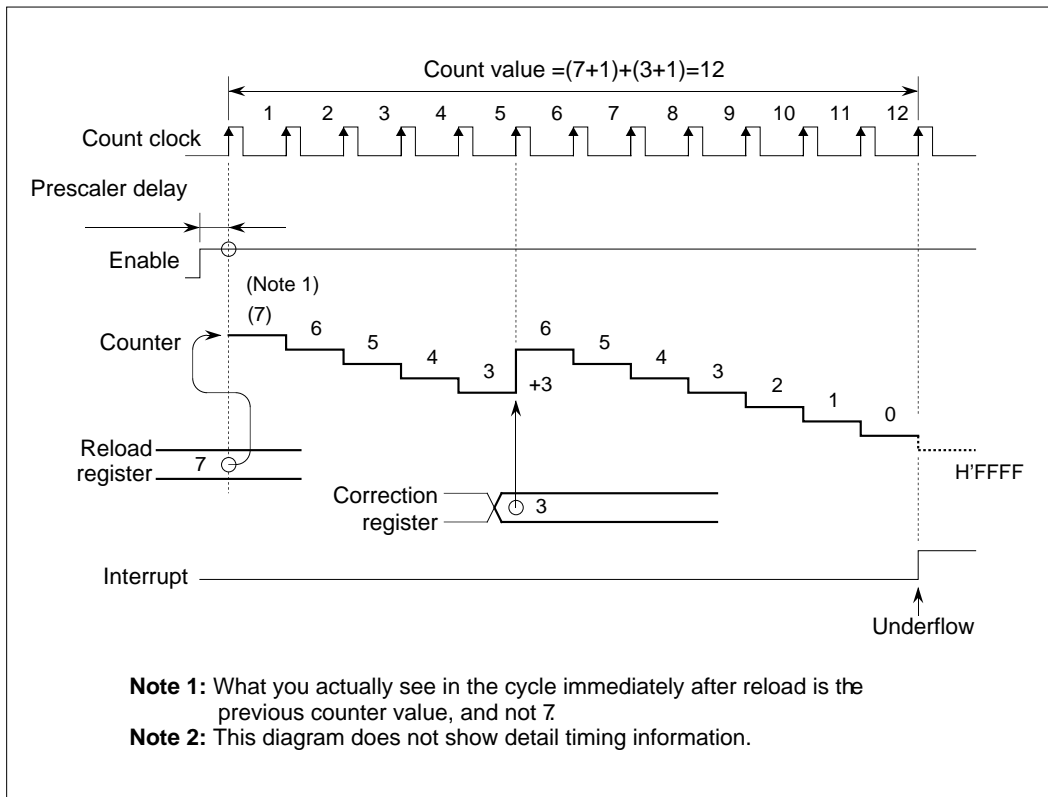 Count value =(7+1)+(3+1)=12
1 2 3 4 5 6 7 8 9 10 11 12
Count clock
Prescaler delay
Enable
(Note 1)
(7) 6 5 4 3 6 5 4 3 2 1 0
Counter
+3
Reload
register
7
H'FFFF
Correction
register
3
Interrupt
Underflow
Note 1: What you actually see in the cycle immediately after reload is the
previous counter value, and not 7.
Note 2: This diagram does not show detail timing information.